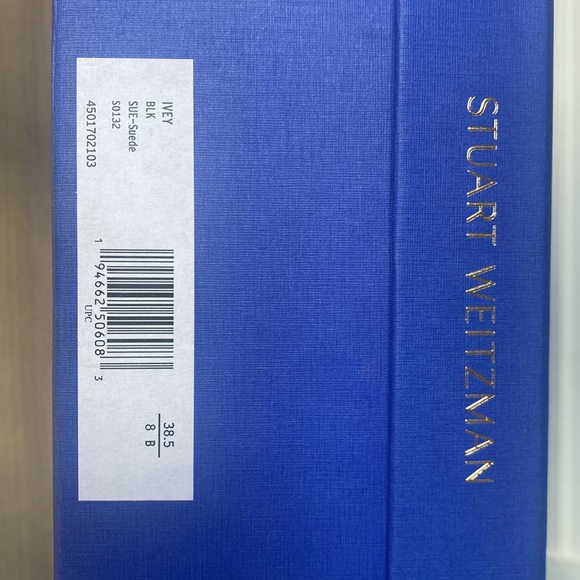 STUART WEITZMAN
IVEY
BLK
SUE-Suede
S0132
4501702103
1 94662 50608 3
UPC
38.5
8 B